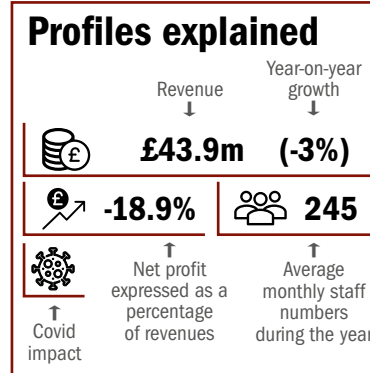 Profiles explained
Year-on-year
Revenue growth
£ £43.9m (-3%)
£ -18.9% 245
Net profit
expressed as a
percentage
of revenues
Average
monthly staff
numbers
during the year
Covid
impact